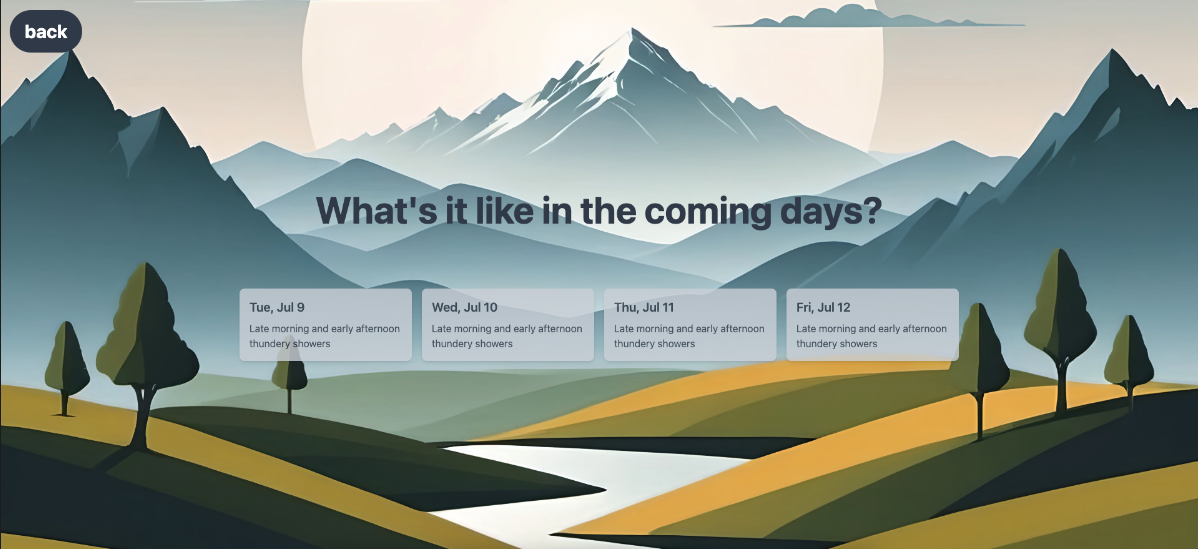 back
What's it like in the coming days?
Tue, Jul 9
Late morning and early afternoon
thundery showers
Wed, Jul 10
Late morning and early afternoon
thundery showers
Thu, Jul 11
Late morning and early afternoon
thundery showers
Fri, Jul 12
Late morning and early afternoon
thundery showers